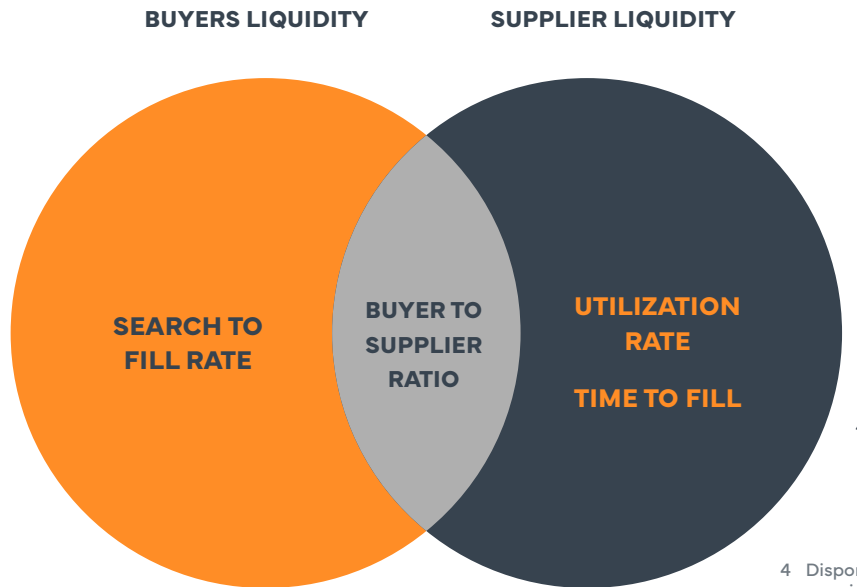 BUYERS LIQUIDITY
SUPPLIER LIQUIDITY
SEARCH TO
FILL RATE
BUYER TO
SUPPLIER
RATIO
UTILIZATION
RATE
TIME TO FILL
4